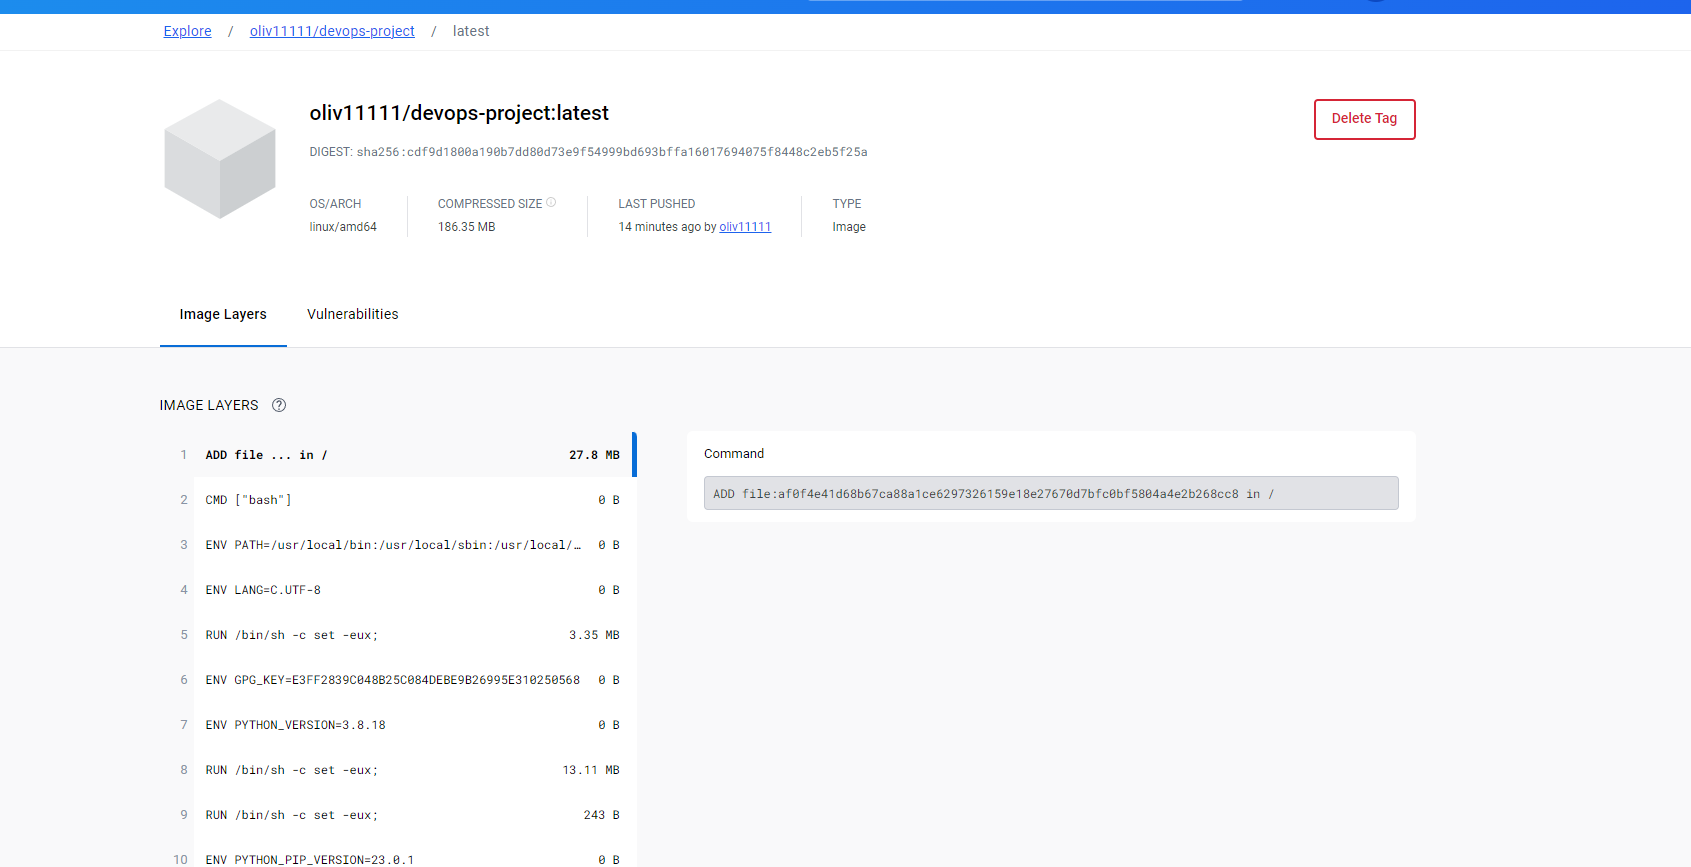 Explore / oliv11111/devops-project / latest
oliv11111/devops-project:latest
Delete Tag
DIGEST: sha256:cdf9d1800a190b7dd80d73e9f54999bd693bffa16017694075f8448c2eb5f25a
OS/ARCH
linux/amd64
COMPRESSED SIZE
186.35 MB
LAST PUSHED
14 minutes ago by oliv11111
TYPE
Image
Image Layers
Vulnerabilities
IMAGE LAYERS
1 ADD file ... in / 27.8 MB
2 CMD ["bash"] 0 B
3 ENV PATH=/usr/local/bin:/usr/local/sbin:/usr/local/… 0 B
4 ENV LANG=C.UTF-8 0 B
5 RUN /bin/sh -c set -eux; 3.35 MB
6 ENV GPG_KEY=E3FF2839C048B25C084DEBE9B26995E310250568 0 B
7 ENV PYTHON_VERSION=3.8.18 0 B
8 RUN /bin/sh -c set -eux; 13.11 MB
9 RUN /bin/sh -c set -eux; 243 B
10 ENV PYTHON_PIP_VERSION=23.0.1 0 B
Command
ADD file:af0f4e41d68b67ca88a1ce6297326159e18e27670d7bfc0bf5804a4e2b268cc8 in /